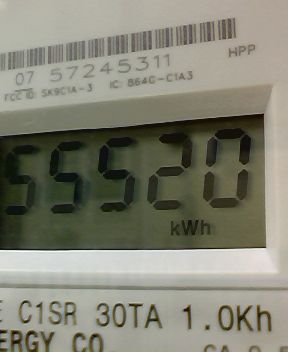 07 57245311
HPP
FCC ID: SK9C1A-3 IC: 864G-C1A3
55520
kWh
C1SR 30TA 1.0Kh
ERGY CO